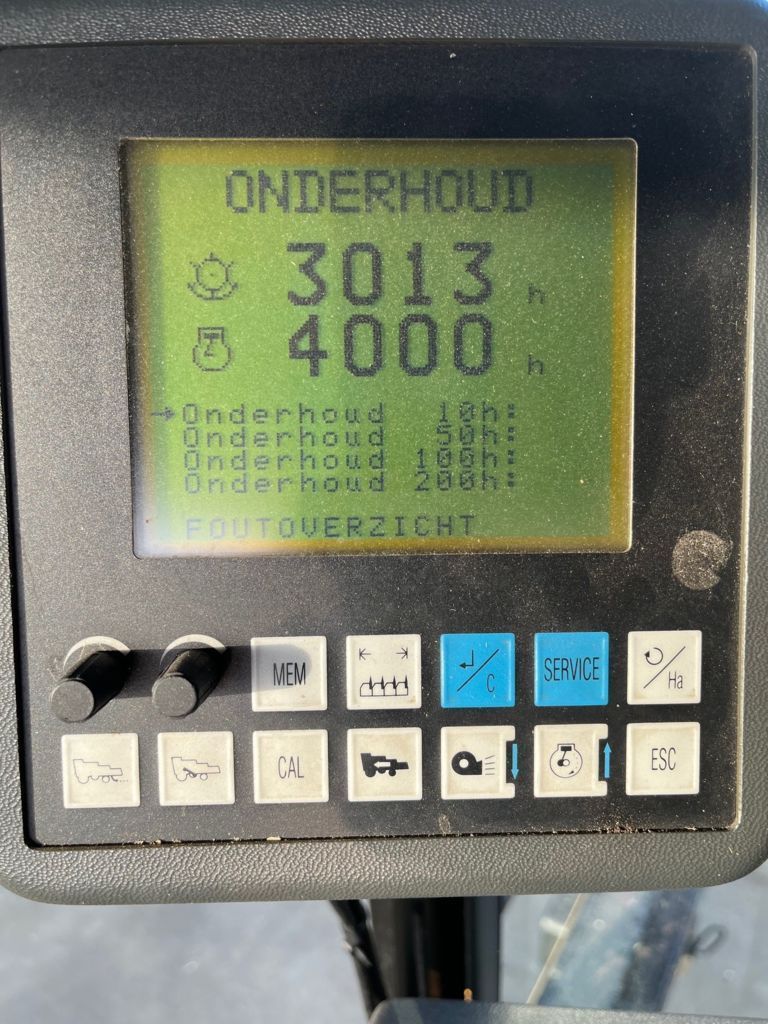 ONDERHOUD
3013 h
4000 h
→Onderhoud 10h:
Onderhoud 50h:
Onderhoud 100h:
Onderhoud 200h:
FOUTOVERZICHT
MEM
C
SERVICE
Ha
CAL
ESC